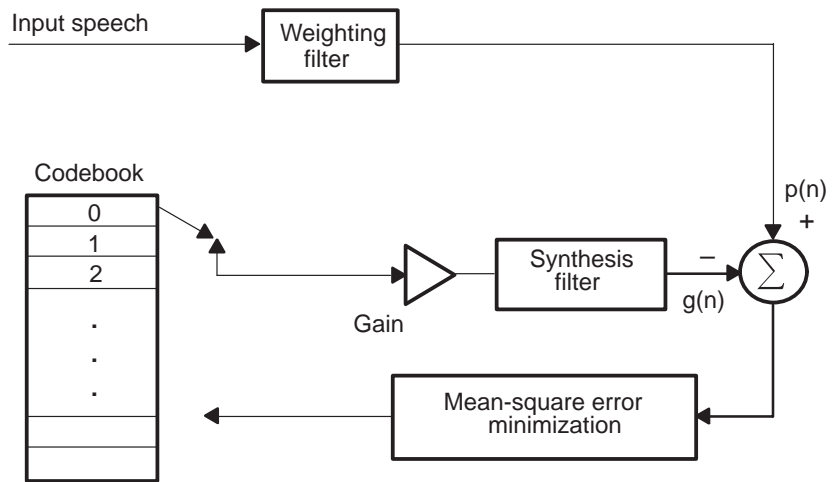 Input speech
Weighting
filter
Codebook
0
1
2
.
.
.
p(n)
+
–
Σ
g(n)
Gain
Synthesis
filter
Mean-square error
minimization